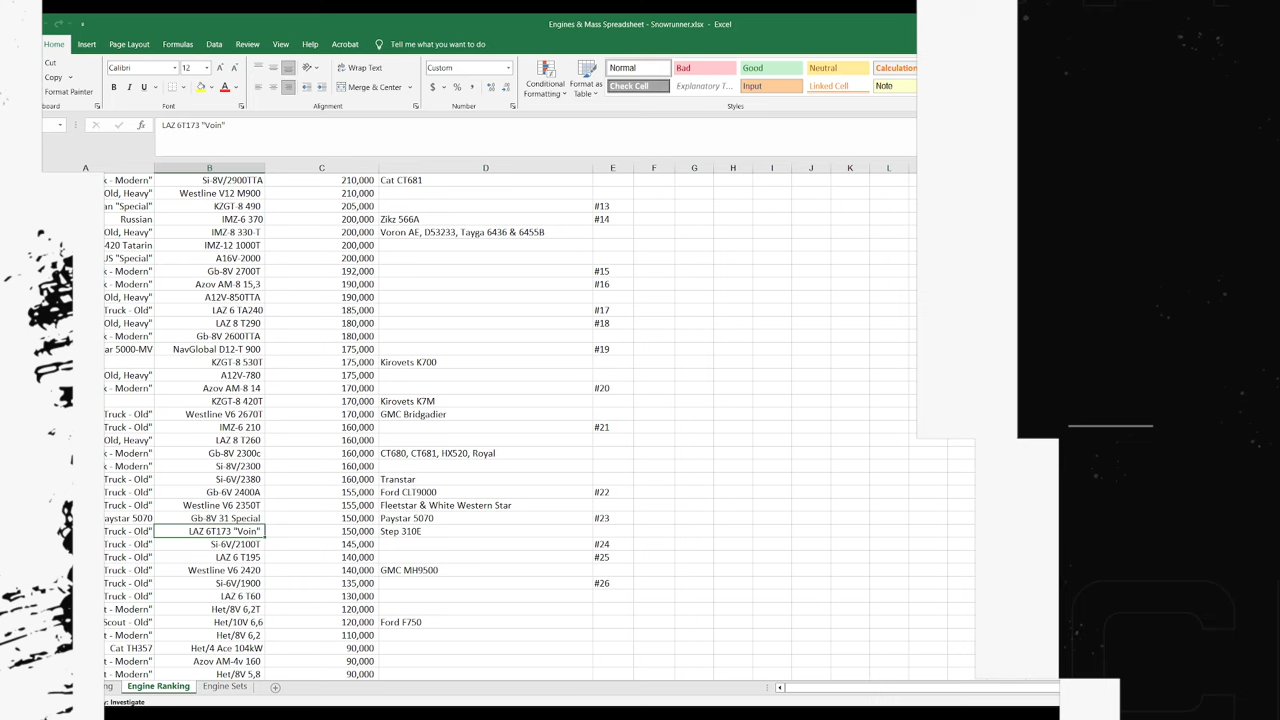 Engines & Mass Spreadsheet - Snowrunner.xlsx - Excel
Home Insert Page Layout Formulas Data Review View Help Acrobat Tell me what you want to do
Cut
Copy
Format Painter
board
Calibri 12
B I U
Font
Wrap Text
Merge & Center
Alignment
Custom
$ % ,
Number
Conditional Formatting
Format as Table
Normal Bad Good Neutral Calculation
Check Cell Explanatory T... Input Linked Cell Note
Styles
fx LAZ 6T173 "Voin"
A B C D E F G H I J K L
k - Modern" Si-8V/2900TTA 210,000 Cat CT681
Old, Heavy" Westline V12 M900 210,000
an "Special" KZGT-8 490 205,000 #13
Russian IMZ-6 370 200,000 Zikz 566A #14
Old, Heavy" IMZ-8 330-T 200,000 Voron AE, D53233, Tayga 6436 & 6455B
420 Tatarin IMZ-12 1000T 200,000
US "Special" A16V-2000 200,000
k - Modern" Gb-8V 2700T 192,000 #15
k - Modern" Azov AM-8 15,3 190,000 #16
Old, Heavy" A12V-850TTA 190,000
Truck - Old" LAZ 6 TA240 185,000 #17
Old, Heavy" LAZ 8 T290 180,000 #18
k - Modern" Gb-8V 2600TTA 180,000
ar 5000-MV NavGlobal D12-T 900 175,000 #19
KZGT-8 530T 175,000 Kirovets K700
Old, Heavy" A12V-780 175,000
k - Modern" Azov AM-8 14 170,000 #20
KZGT-8 420T 170,000 Kirovets K7M
Truck - Old" Westline V6 2670T 170,000 GMC Bridgadier
Truck - Old" IMZ-6 210 160,000 #21
Old, Heavy" LAZ 8 T260 160,000
k - Modern" Gb-8V 2300c 160,000 CT680, CT681, HX520, Royal
k - Modern" Si-8V/2300 160,000
Truck - Old" Si-6V/2380 160,000 Transtar
Truck - Old" Gb-6V 2400A 155,000 Ford CLT9000 #22
Truck - Old" Westline V6 2350T 155,000 Fleetstar & White Western Star
Paystar 5070 Gb-8V 31 Special 150,000 Paystar 5070 #23
Truck - Old" LAZ 6T173 "Voin" 150,000 Step 310E
Truck - Old" Si-6V/2100T 145,000 #24
Truck - Old" LAZ 6 T195 140,000 #25
Truck - Old" Westline V6 2420 140,000 GMC MH9500
Truck - Old" Si-6V/1900 135,000 #26
Truck - Old" LAZ 6 T60 130,000
t - Modern" Het/8V 6,2T 120,000
Scout - Old" Het/10V 6,6 120,000 Ford F750
t - Modern" Het/8V 6,2 110,000
Cat TH357 Het/4 Ace 104kW 90,000
t - Modern" Azov AM-4v 160 90,000
t - Modern" Het/8V 5,8 90,000
ng Engine Ranking Engine Sets
y: Investigate